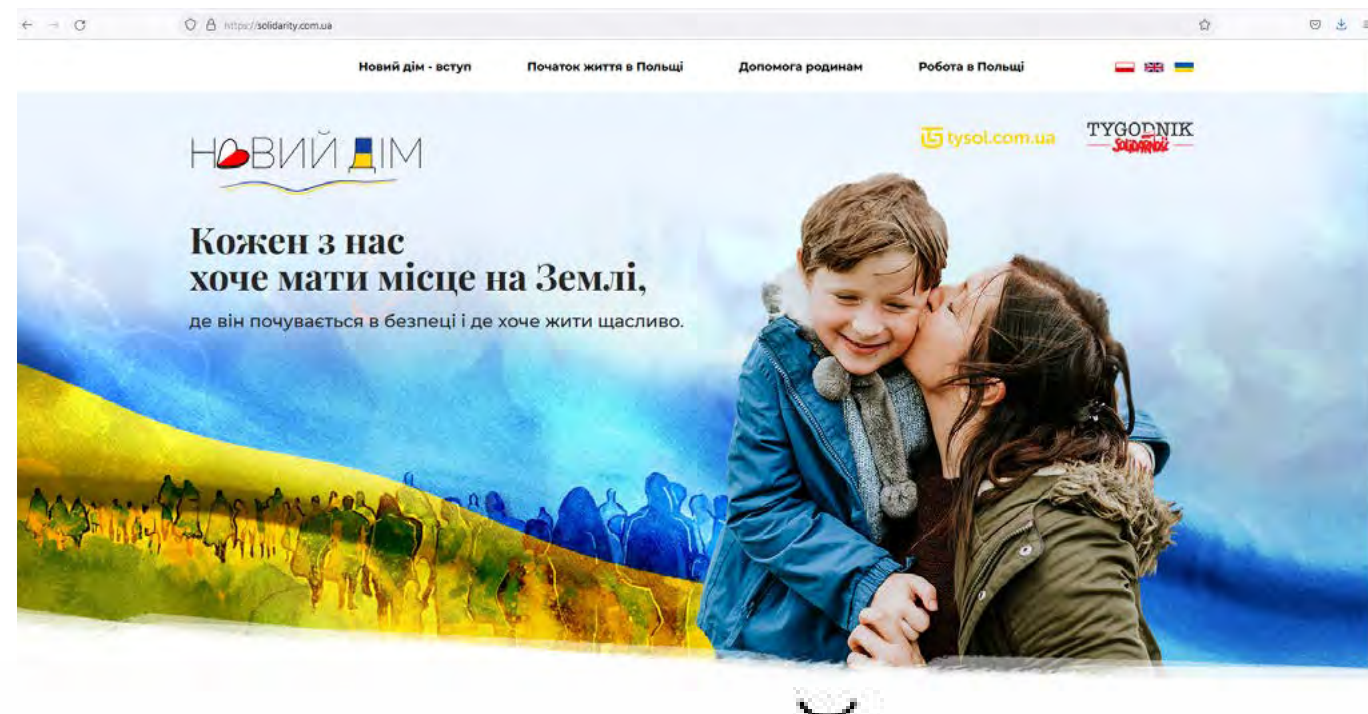 https://solidarity.com.ua
Новий дім - вступ
Початок життя в Польщі
Допомога родинам
Робота в Польщі
НОВИЙ ДІМ
tysol.com.ua
TYGODNIK
SOLIDARNOŚĆ
Кожен з нас
хоче мати місце на Землі,
де він почувається в безпеці і де хоче жити щасливо.